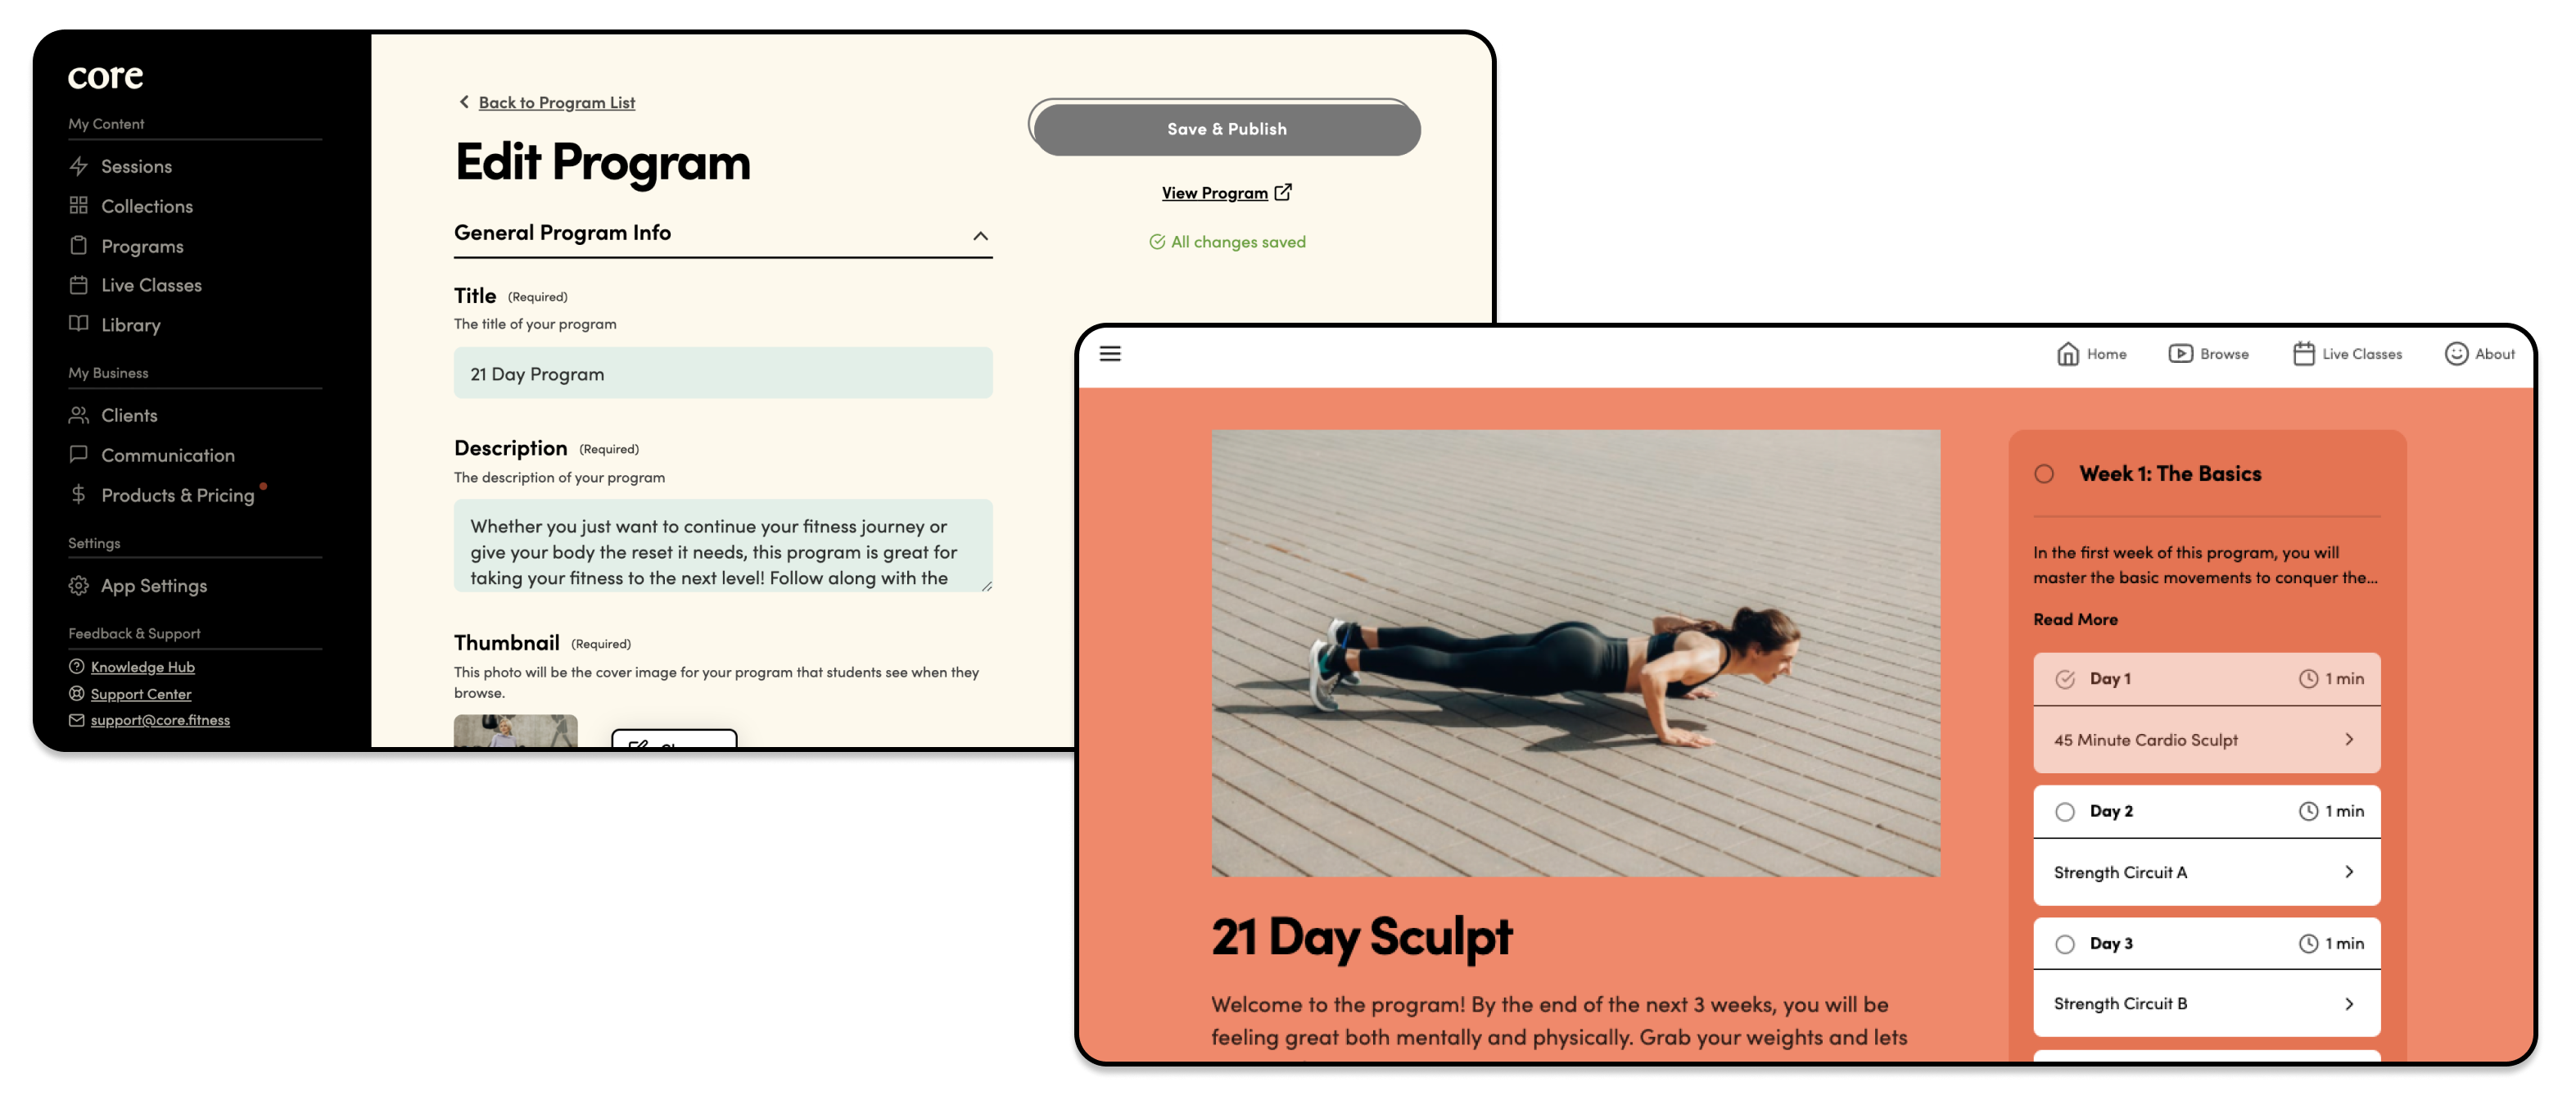 core
My Content
Sessions
Collections
Programs
Live Classes
Library
My Business
Clients
Communication
Products & Pricing
Settings
App Settings
Feedback & Support
Knowledge Hub
Support Center
support@core.fitness
Back to Program List
Edit Program
General Program Info
Title (Required)
The title of your program
21 Day Program
Description (Required)
The description of your program
Whether you just want to continue your fitness journey or
give your body the reset it needs, this program is great for
taking your fitness to the next level! Follow along with the
Thumbnail (Required)
This photo will be the cover image for your program that students see when they
browse.
Save & Publish
View Program
All changes saved
Home
Browse
Live Classes
About
21 Day Sculpt
Welcome to the program! By the end of the next 3 weeks, you will be
feeling great both mentally and physically. Grab your weights and lets
Week 1: The Basics
In the first week of this program, you will
master the basic movements to conquer the...
Read More
Day 1 1 min
45 Minute Cardio Sculpt
Day 2 1 min
Strength Circuit A
Day 3 1 min
Strength Circuit B